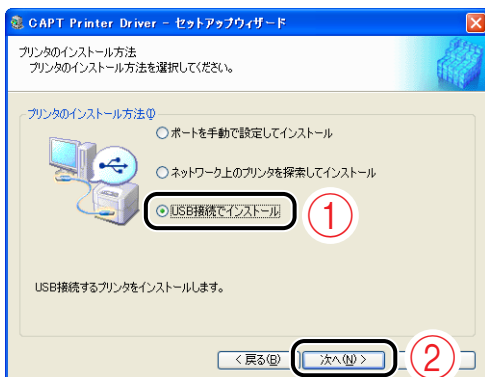 CAPT Printer Driver - セットアップウィザード
プリンタのインストール方法
プリンタのインストール方法を選択してください。
プリンタのインストール方法(I)
ポートを手動で設定してインストール
ネットワーク上のプリンタを探索してインストール
USB接続でインストール
①
USB接続するプリンタをインストールします。
< 戻る(B)
次へ(N) >
②